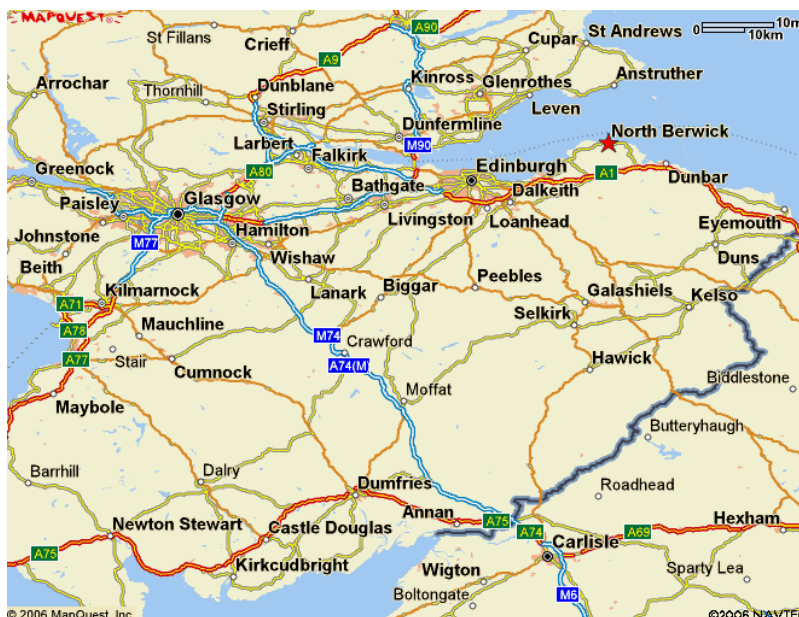 MAPQUEST
A90
10m
10km
St Fillans
Crieff
A9
Cupar
St Andrews
Arrochar
Thornhill
Dunblane
Kinross
Glenrothes
Anstruther
Stirling
Leven
Dunfermline
Larbert
M90
North Berwick
Greenock
A80
Falkirk
Edinburgh
A1
Dunbar
Bathgate
Paisley
Glasgow
Dalkeith
Livingston
Loanhead
Eyemouth
Johnstone
M77
Hamilton
Duns
Beith
Wishaw
Peebles
A71
Kilmarnock
Lanark
Biggar
Galashiels
Kelso
A78
Mauchline
M74
Selkirk
A77
Stair
Crawford
Cumnock
A74(M)
Hawick
Biddlestone
Maybole
Moffat
Butteryhaugh
Barrhill
Dalry
Dumfries
Roadhead
Newton Stewart
Castle Douglas
Annan
A75
A74
A69
Hexham
A75
Carlisle
Kirkcudbright
Wigton
Sparty Lea
Boltongate
M6
© 2006 MapQuest, Inc.
©2006 NAVTE